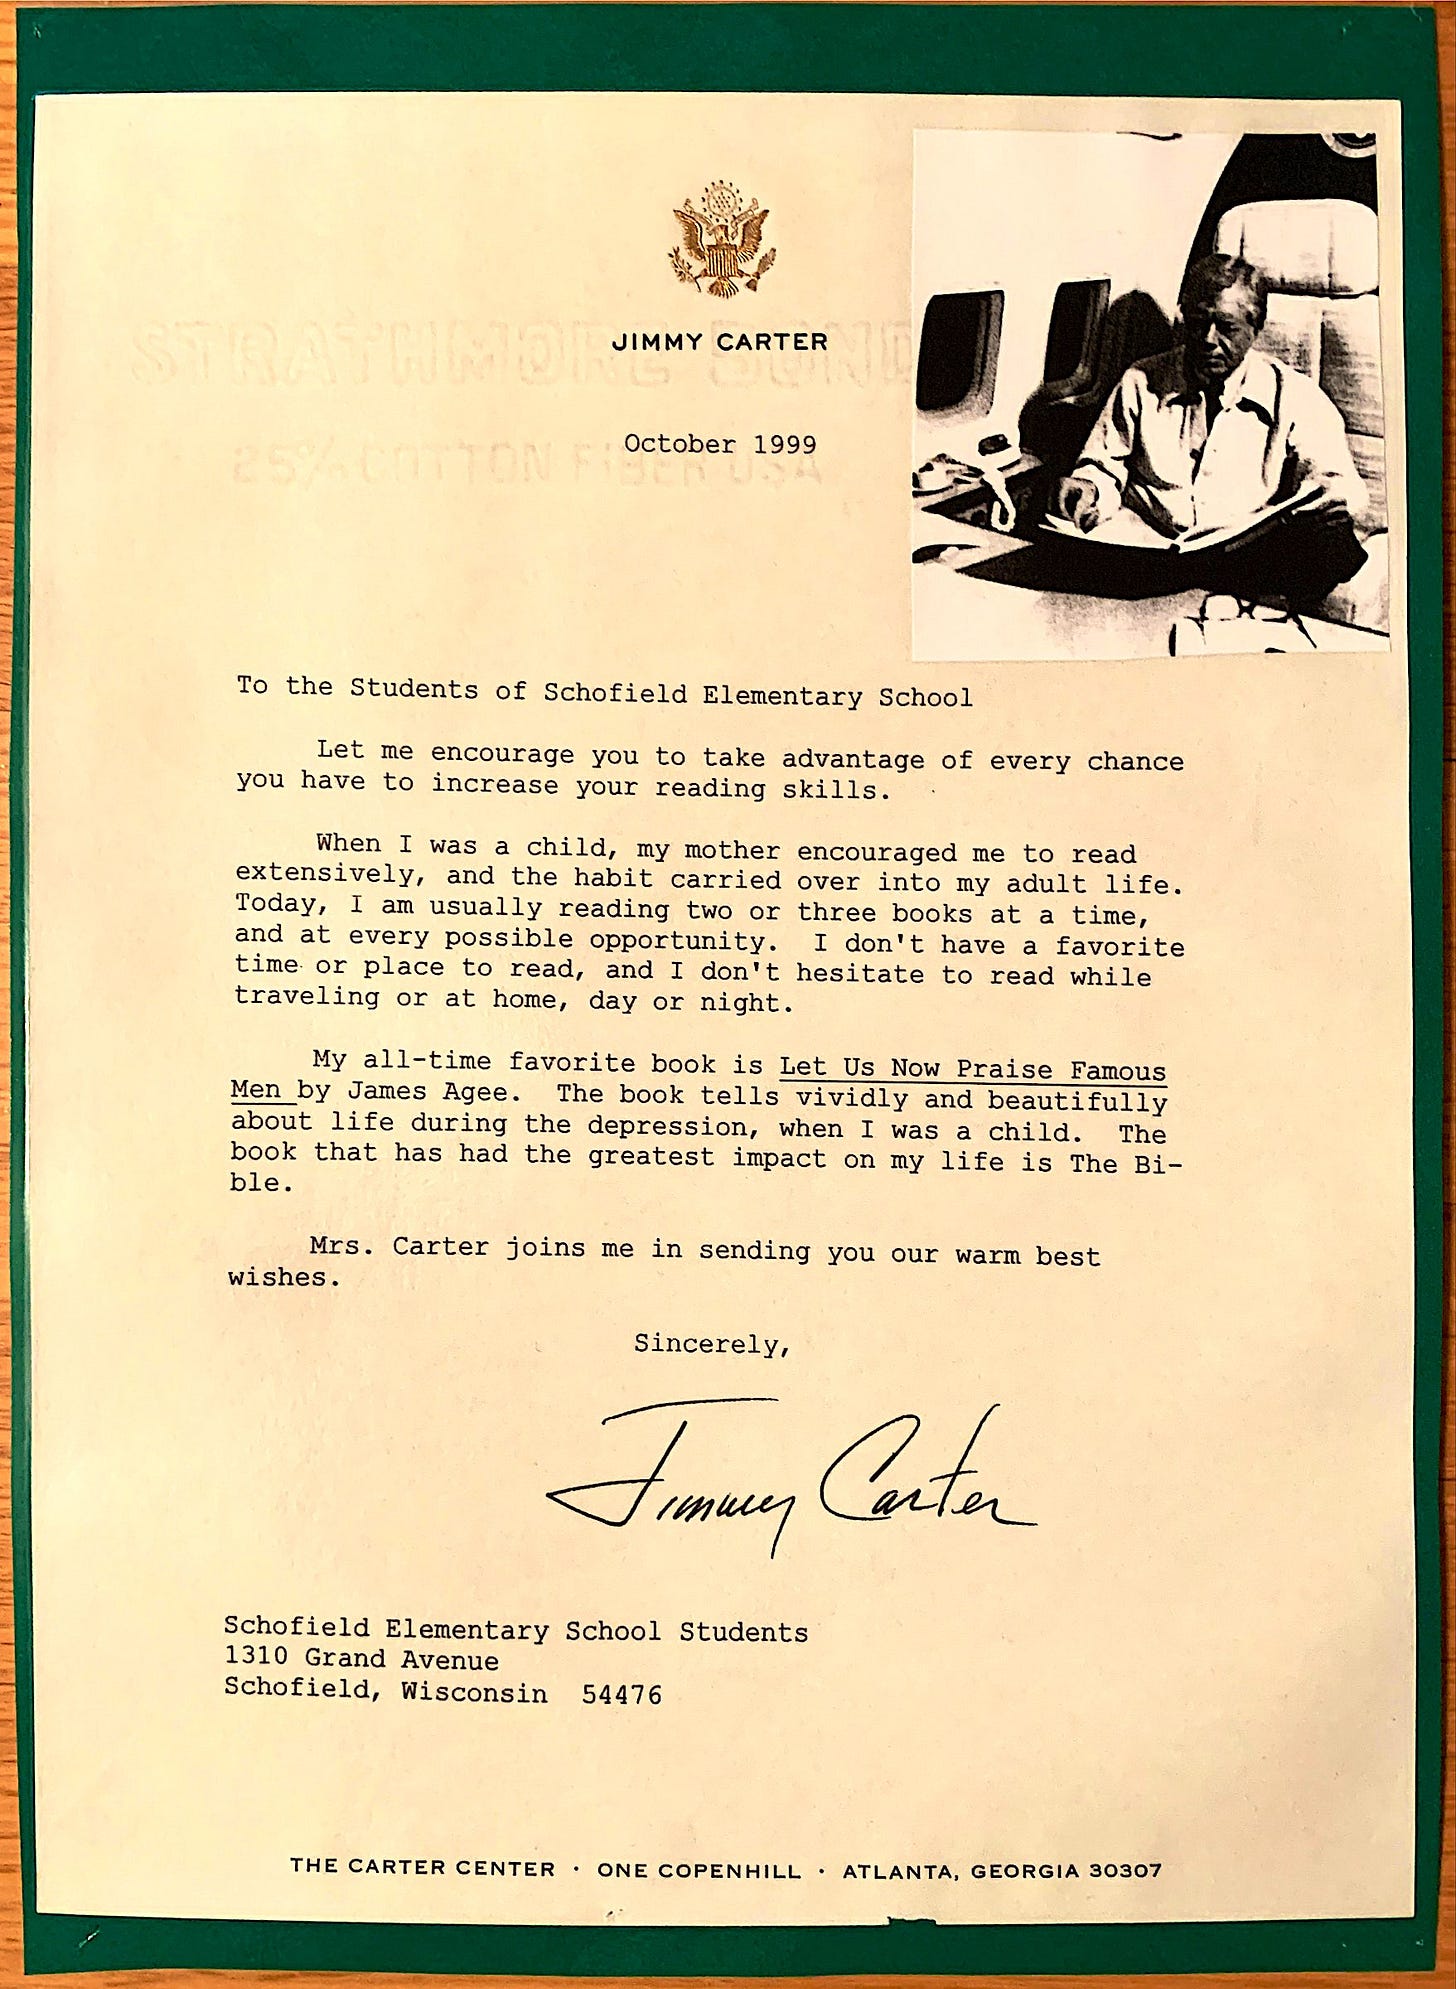 JIMMY CARTER
STRATHMORE BOND
October 1999
25% COTTON FIBER USA
To the Students of Schofield Elementary School
Let me encourage you to take advantage of every chance
you have to increase your reading skills.
When I was a child, my mother encouraged me to read
extensively, and the habit carried over into my adult life.
Today, I am usually reading two or three books at a time,
and at every possible opportunity.  I don't have a favorite
time or place to read, and I don't hesitate to read while
traveling or at home, day or night.
My all-time favorite book is Let Us Now Praise Famous
Men by James Agee.  The book tells vividly and beautifully
about life during the depression, when I was a child.  The
book that has had the greatest impact on my life is The Bi-
ble.
Mrs. Carter joins me in sending you our warm best
wishes.
Sincerely,
Jimmy Carter
Schofield Elementary School Students
1310 Grand Avenue
Schofield, Wisconsin  54476
THE CARTER CENTER · ONE COPENHILL · ATLANTA, GEORGIA 30307